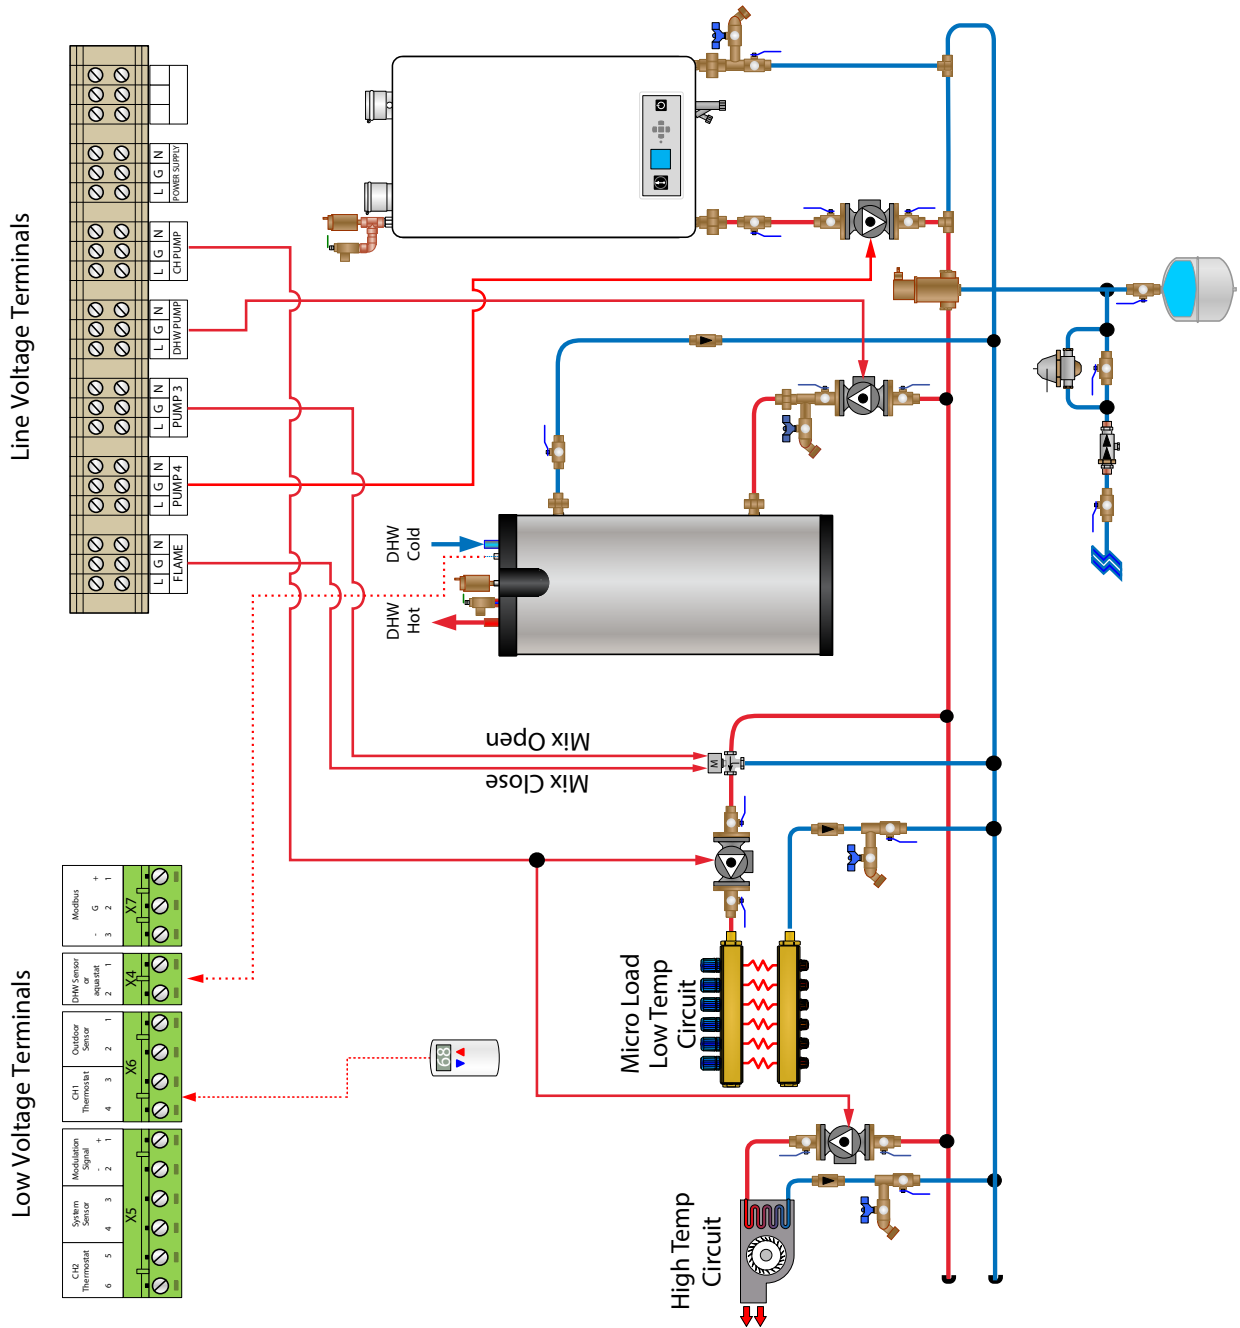 Line Voltage Terminals
L G N
POWER SUPPLY
L G N
CH PUMP
L G N
DHW PUMP
L G N
PUMP 3
L G N
PUMP 4
L G N
FLAME
DHW
Cold
DHW
Hot
Mix Open
Mix Close
M
Low Voltage Terminals
Modbus
- G +
3 2 1
X7
DHW Sensor
or
aquastat
2 1
X4
Outdoor
Sensor
2 1
CH1
Thermostat
4 3
X6
Modulation
Signal
- +
2 1
System
Sensor
4 3
CH2
Thermostat
6 5
X5
68
Micro Load
Low Temp
Circuit
High Temp
Circuit